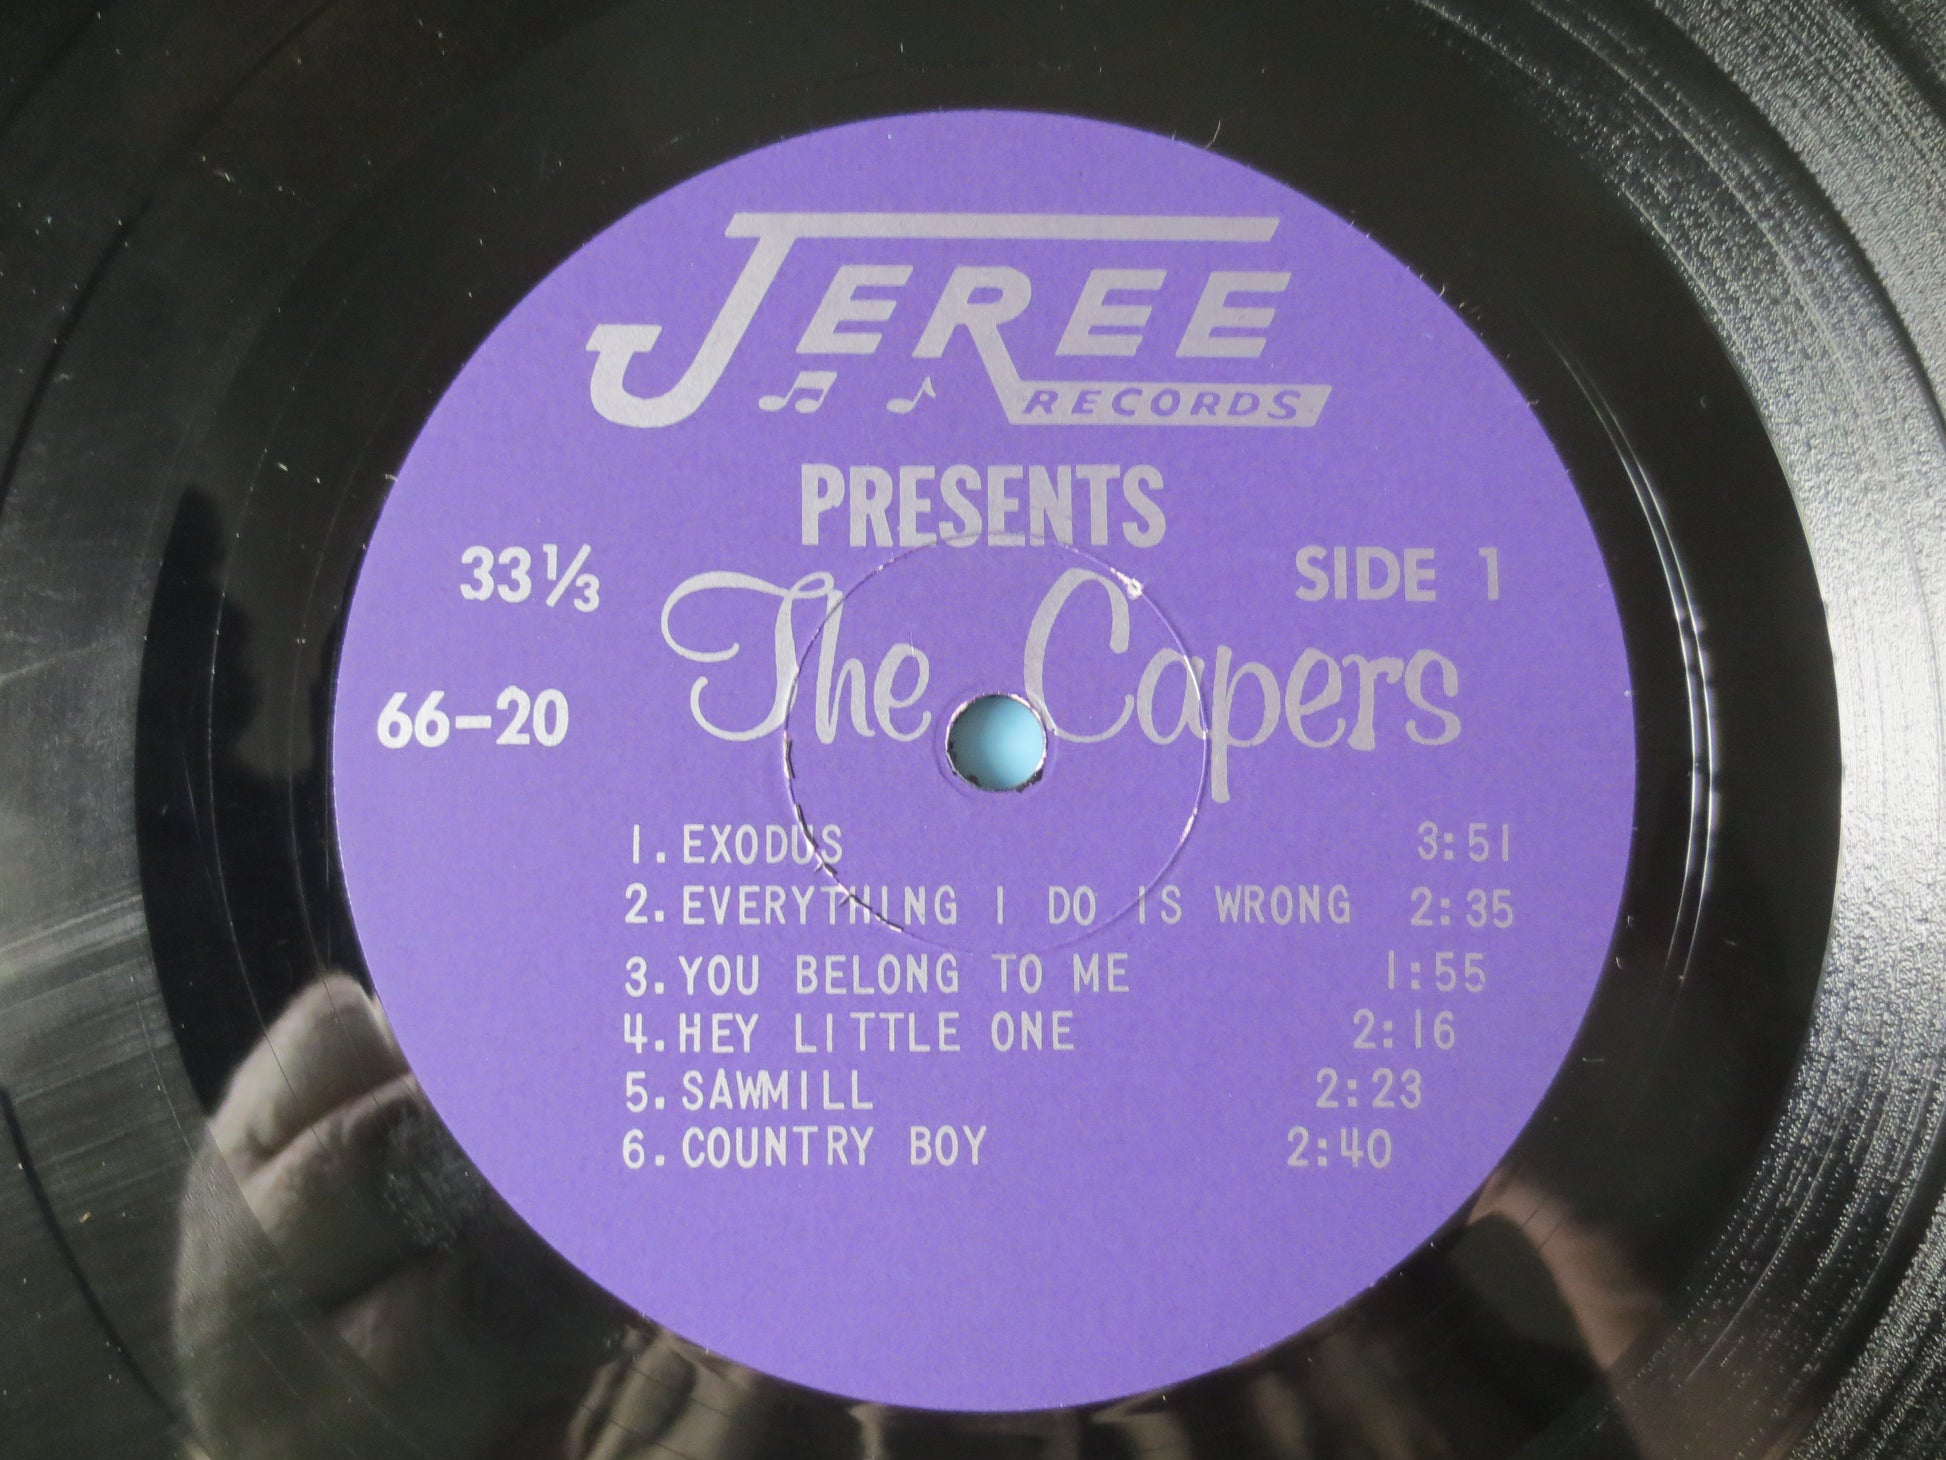 JEREE
RECORDS
PRESENTS
33⅓
SIDE 1
The Capers
66-20
1. EXODUS 3:51
2. EVERYTHING I DO IS WRONG 2:35
3. YOU BELONG TO ME 1:55
4. HEY LITTLE ONE 2:16
5. SAWMILL 2:23
6. COUNTRY BOY 2:40